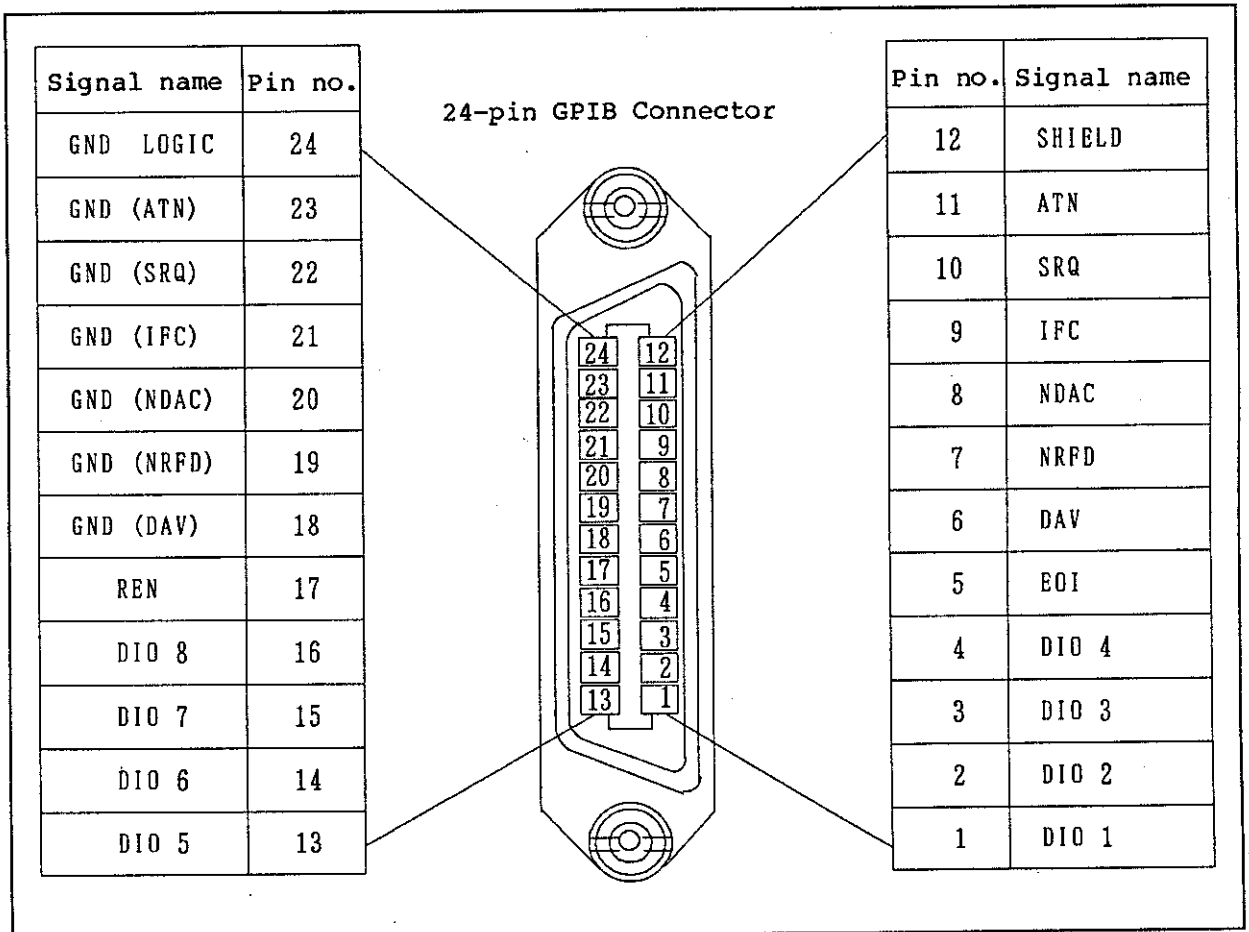 24-pin GPIB Connector
Signal name Pin no.
GND LOGIC 24
GND (ATN) 23
GND (SRQ) 22
GND (IFC) 21
GND (NDAC) 20
GND (NRFD) 19
GND (DAV) 18
REN 17
DIO 8 16
DIO 7 15
DIO 6 14
DIO 5 13
24 12
23 11
22 10
21 9
20 8
19 7
18 6
17 5
16 4
15 3
14 2
13 1
Pin no. Signal name
12 SHIELD
11 ATN
10 SRQ
9 IFC
8 NDAC
7 NRFD
6 DAV
5 EOI
4 DIO 4
3 DIO 3
2 DIO 2
1 DIO 1